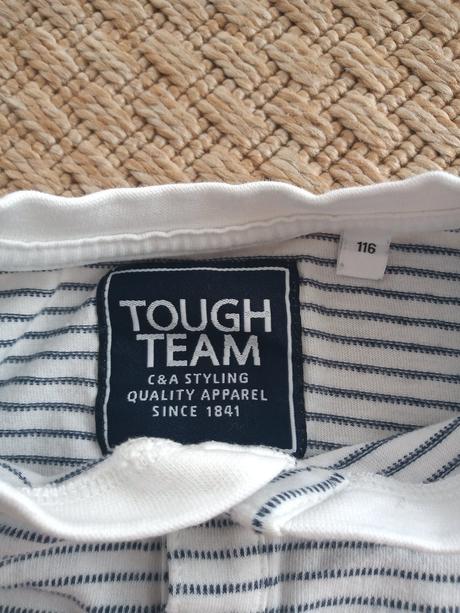 116
TOUGH
TEAM
C&A STYLING
QUALITY APPAREL
SINCE 1841